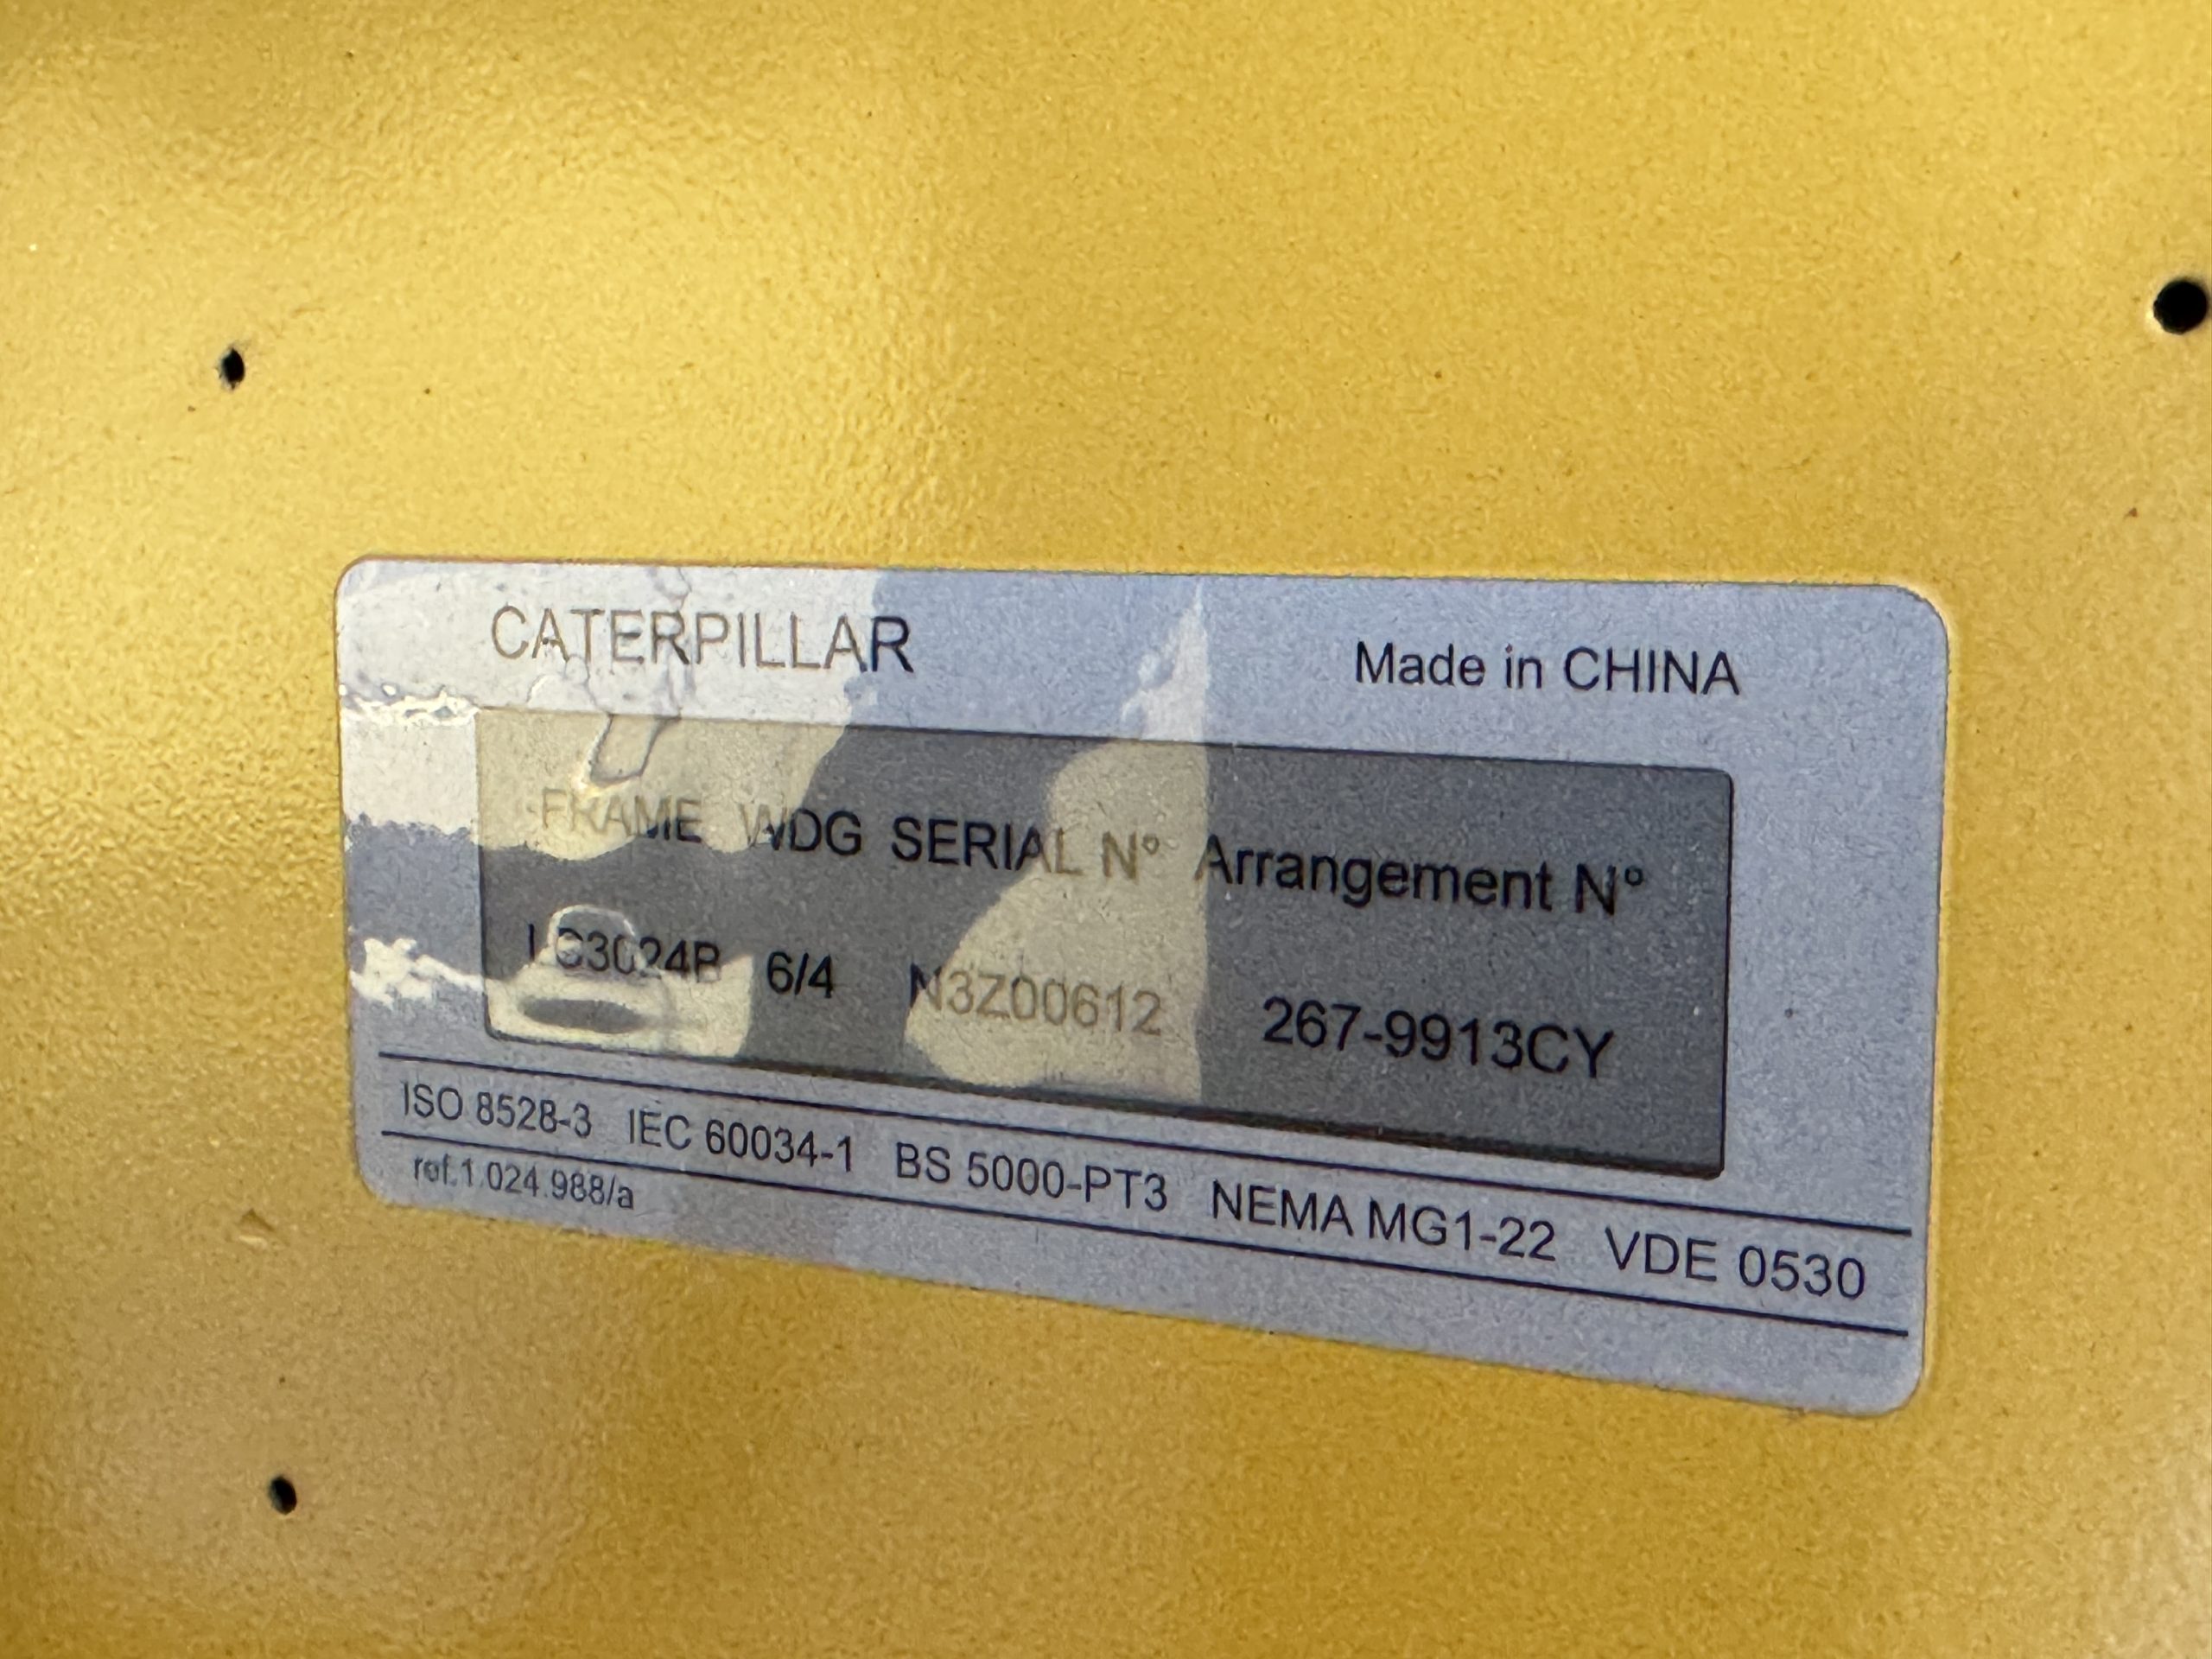 CATERPILLAR Made in CHINA
FRAME WDG SERIAL N° Arrangement N°
LC3024B 6/4 N3Z00612 267-9913CY
ISO 8528-3 IEC 60034-1 BS 5000-PT3 NEMA MG1-22 VDE 0530
ref.1.024.988/a